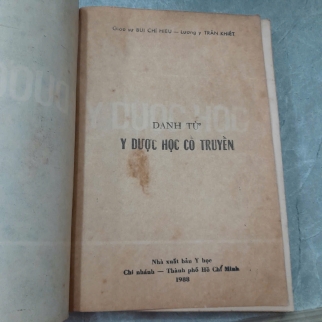 Dược sư BÙI CHÍ HIẾU — Lương y TRẦN KHIẾT
DANH TỪ
Y DƯỢC HỌC CỔ TRUYỀN
Nhà xuất bản Y học
Chi nhánh — Thành phố Hồ Chí Minh
1988